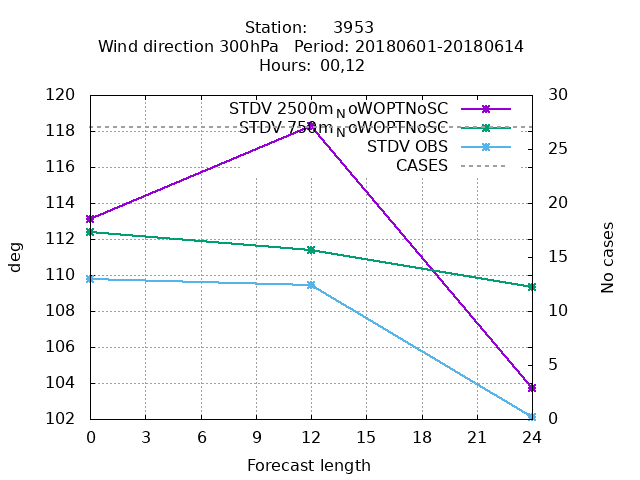 Station:     3953
Wind direction 300hPa   Period: 20180601-20180614
Hours:  00,12
STDV 2500m_NoWOPTNoSC
STDV 750m_NoWOPTNoSC
STDV OBS
CASES
120
118
116
114
112
110
108
106
104
102
deg
30
25
20
15
10
5
0
No cases
0 3 6 9 12 15 18 21 24
Forecast length